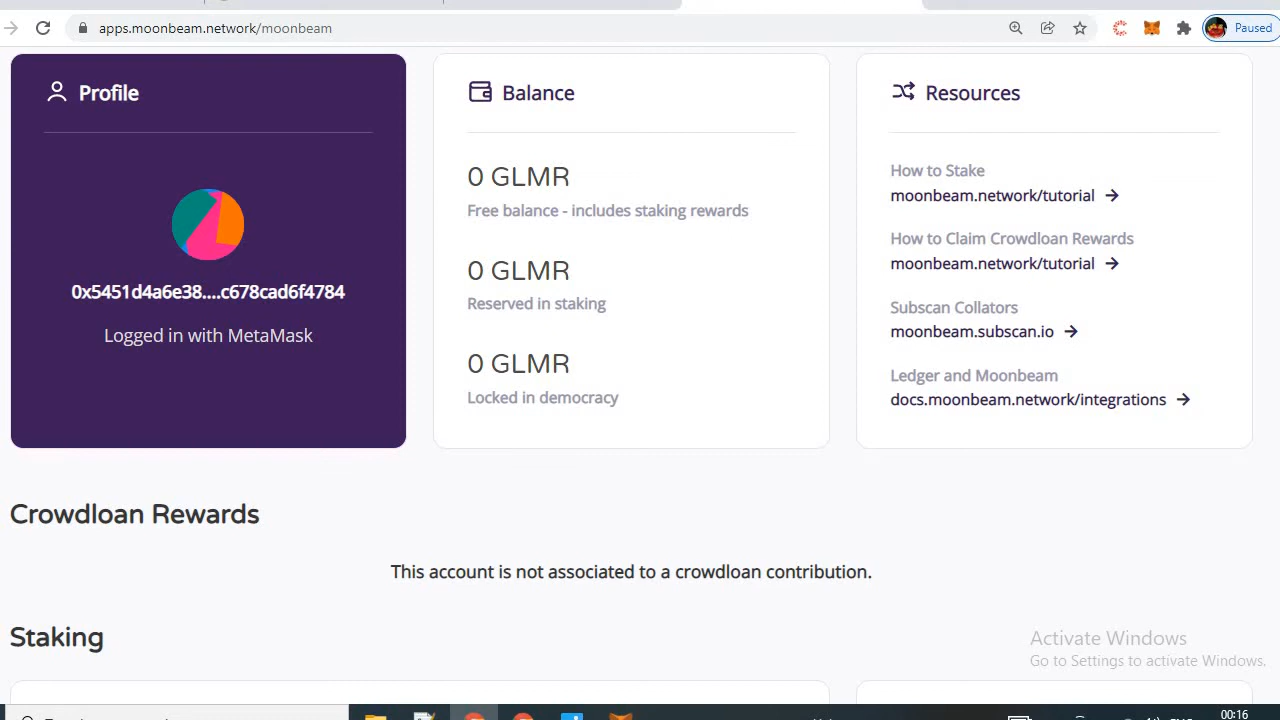 apps.moonbeam.network/moonbeam
Paused
Profile
0x5451d4a6e38....c678cad6f4784
Logged in with MetaMask
Balance
0 GLMR
Free balance - includes staking rewards
0 GLMR
Reserved in staking
0 GLMR
Locked in democracy
Resources
How to Stake
moonbeam.network/tutorial
How to Claim Crowdloan Rewards
moonbeam.network/tutorial
Subscan Collators
moonbeam.subscan.io
Ledger and Moonbeam
docs.moonbeam.network/integrations
Crowdloan Rewards
This account is not associated to a crowdloan contribution.
Staking
Activate Windows
Go to Settings to activate Windows.
00:16